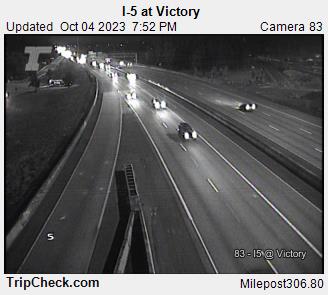 I-5 at Victory
Updated Oct 04 2023 7:52 PM Camera 83
S
83 - I5 @ Victory
TripCheck.com Milepost306.80